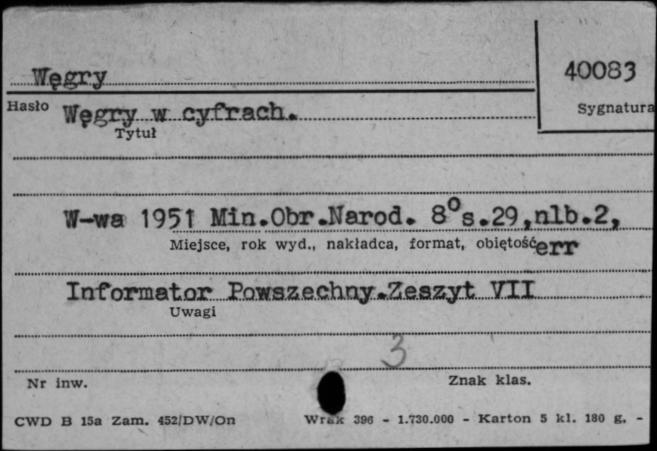 Węgry
40083
Hasło
Sygnatura
Węgry w cyfrach.
Tytuł
W-wa 1951 Min.Obr.Narod. 8° s.29,nlb.2,
Miejsce, rok wyd., nakładca, format, objętość
err
Informator Powszechny.Zeszyt VII
Uwagi
3
Nr inw.
Znak klas.
CWD B 15a Zam. 452/DW/On
Wrak 396 - 1.730.000 - Karton 5 kl. 180 g. -